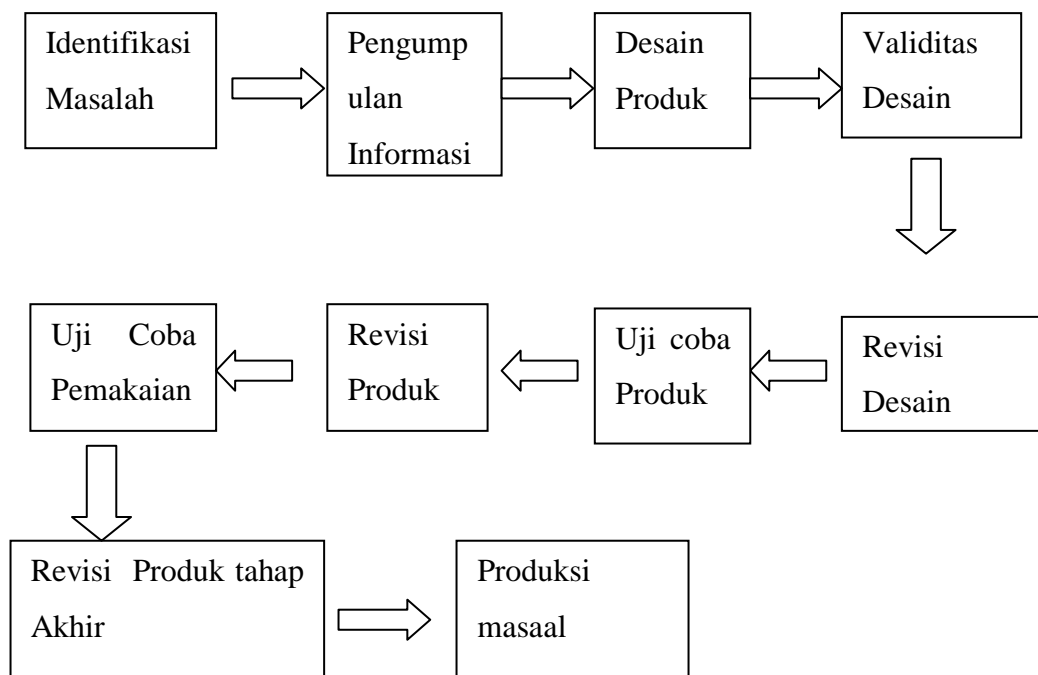 Identifikasi
Masalah
Pengump
ulan
Informasi
Desain
Produk
Validitas
Desain
Revisi
Desain
Uji coba
Produk
Revisi
Produk
Uji Coba
Pemakaian
Revisi Produk tahap
Akhir
Produksi
masaal